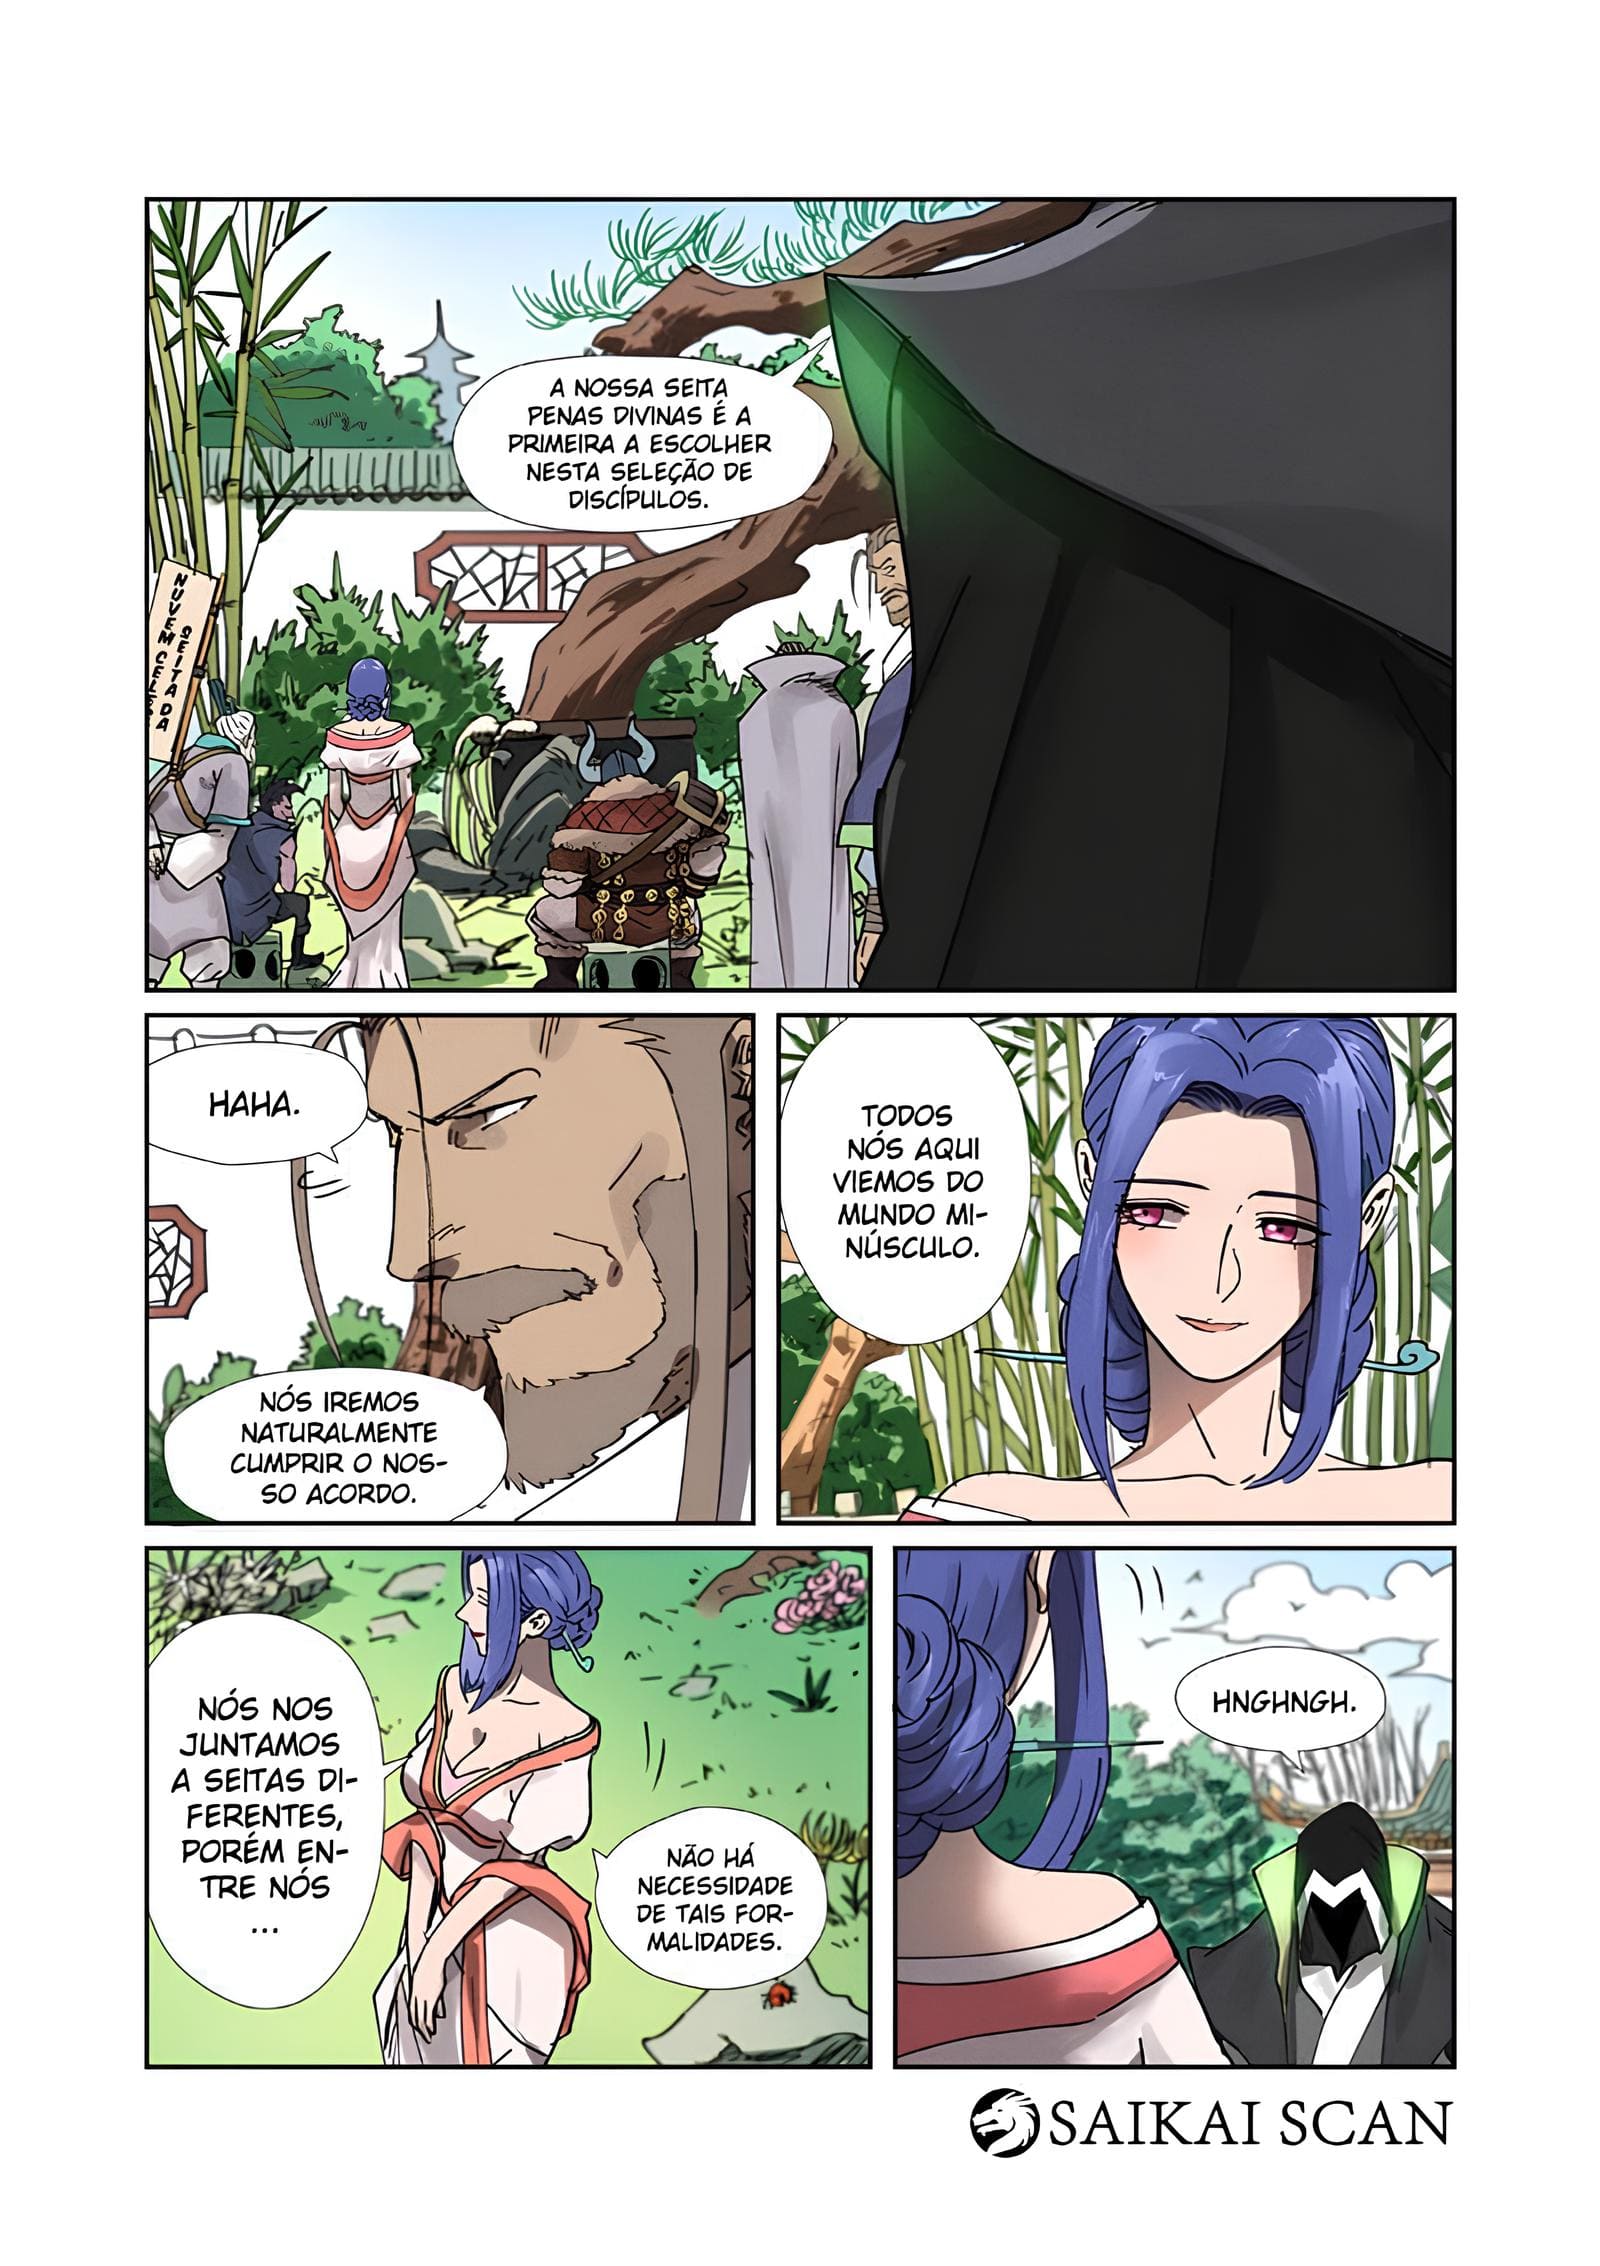 A NOSSA SEITA
PENAS DIVINAS É A
PRIMEIRA A ESCOLHER
NESTA SELEÇÃO DE
DISCÍPULOS.
SEITA DA
NUVEM
HAHA.
NÓS IREMOS
NATURALMENTE
CUMPRIR O NOS-
SO ACORDO.
TODOS
NÓS AQUI
VIEMOS DO
MUNDO MI-
NÚSCULO.
NÓS NOS
JUNTAMOS
A SEITAS DI-
FERENTES,
PORÉM EN-
TRE NÓS
...
NÃO HÁ
NECESSIDADE
DE TAIS FOR-
MALIDADES.
HNGHNGH.
SAIKAI SCAN